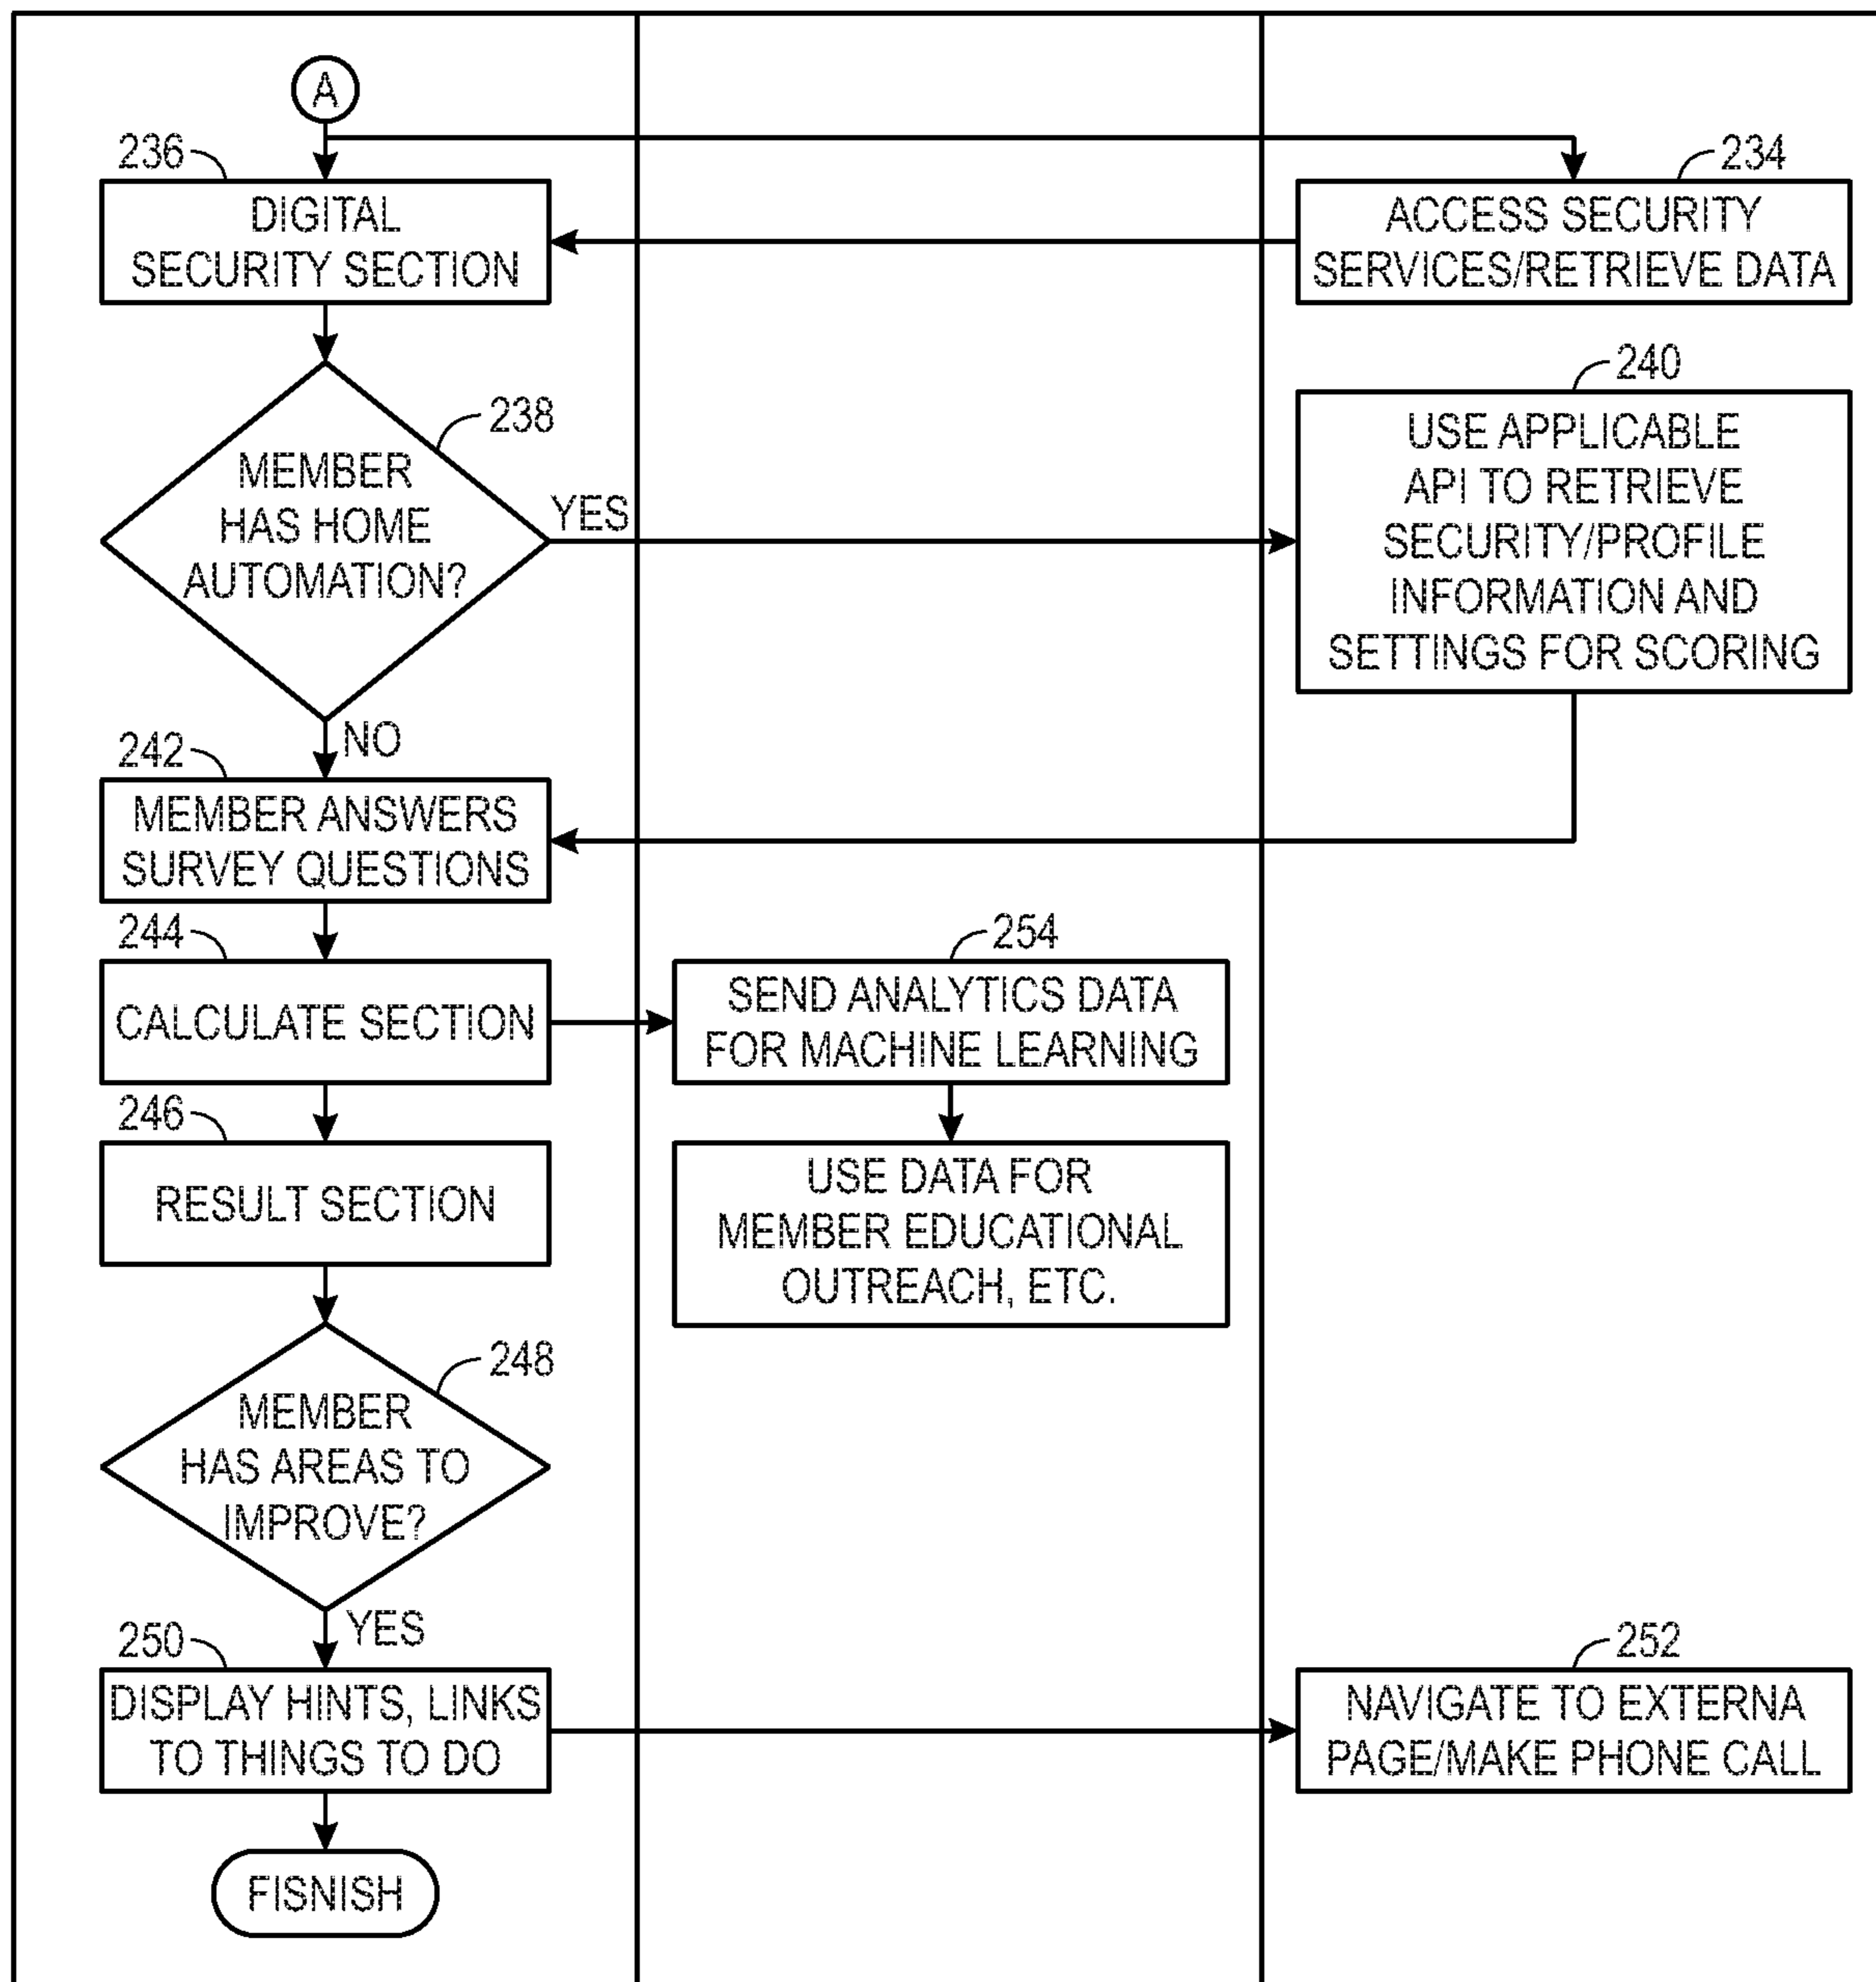 A
236
DIGITAL
SECURITY SECTION
234
ACCESS SECURITY
SERVICES/RETRIEVE DATA
238
MEMBER
HAS HOME
AUTOMATION?
YES
240
USE APPLICABLE
API TO RETRIEVE
SECURITY/PROFILE
INFORMATION AND
SETTINGS FOR SCORING
NO
242
MEMBER ANSWERS
SURVEY QUESTIONS
244
CALCULATE SECTION
254
SEND ANALYTICS DATA
FOR MACHINE LEARNING
246
RESULT SECTION
USE DATA FOR
MEMBER EDUCATIONAL
OUTREACH, ETC.
248
MEMBER
HAS AREAS TO
IMPROVE?
YES
250
DISPLAY HINTS, LINKS
TO THINGS TO DO
252
NAVIGATE TO EXTERNA
PAGE/MAKE PHONE CALL
FISNISH